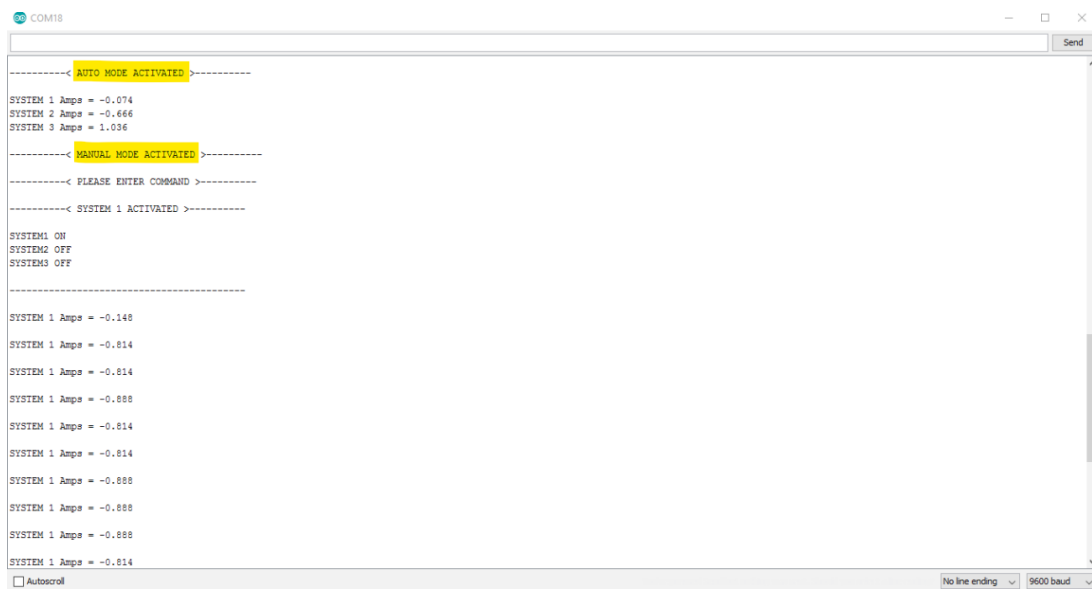 COM18
Send
----------< AUTO MODE ACTIVATED >----------
SYSTEM 1 Amps = -0.074
SYSTEM 2 Amps = -0.666
SYSTEM 3 Amps = 1.036
----------< MANUAL MODE ACTIVATED >----------
----------< PLEASE ENTER COMMAND >----------
----------< SYSTEM 1 ACTIVATED >----------
SYSTEM1 ON
SYSTEM2 OFF
SYSTEM3 OFF
------------------------------------------
SYSTEM 1 Amps = -0.148
SYSTEM 1 Amps = -0.814
SYSTEM 1 Amps = -0.814
SYSTEM 1 Amps = -0.888
SYSTEM 1 Amps = -0.814
SYSTEM 1 Amps = -0.814
SYSTEM 1 Amps = -0.888
SYSTEM 1 Amps = -0.888
SYSTEM 1 Amps = -0.888
SYSTEM 1 Amps = -0.814
Autoscroll No line ending 9600 baud